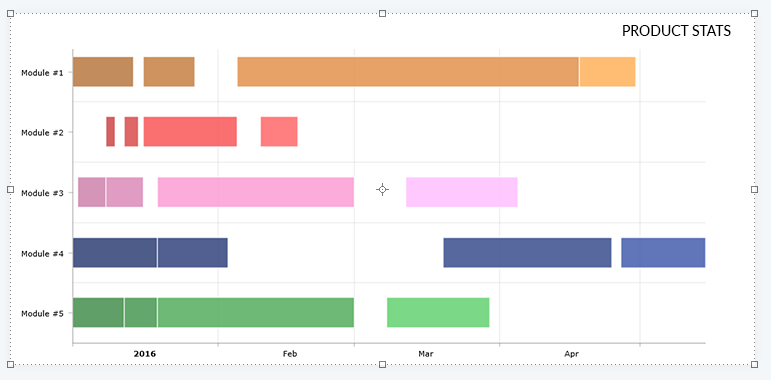 PRODUCT STATS
Module #1
Module #2
Module #3
Module #4
Module #5
2016 Feb Mar Apr